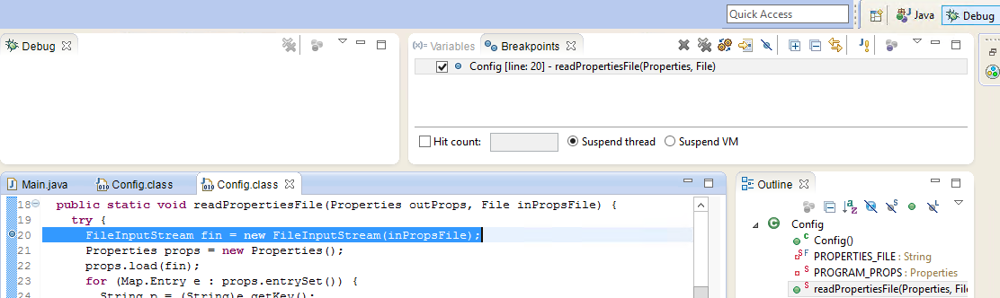 Quick Access
Java
Debug
Debug
(x)= Variables
Breakpoints
Config [line: 20] - readPropertiesFile(Properties, File)
Hit count:
Suspend thread
Suspend VM
Main.java
Config.class
Config.class
Outline
18 public static void readPropertiesFile(Properties outProps, File inPropsFile) {
19 try {
20 FileInputStream fin = new FileInputStream(inPropsFile);
21 Properties props = new Properties();
22 props.load(fin);
23 for (Map.Entry e : props.entrySet()) {
24 String p = (String)e.getKey();
Config
Config()
PROPERTIES_FILE : String
PROGRAM_PROPS : Properties
readPropertiesFile(Properties, Fi